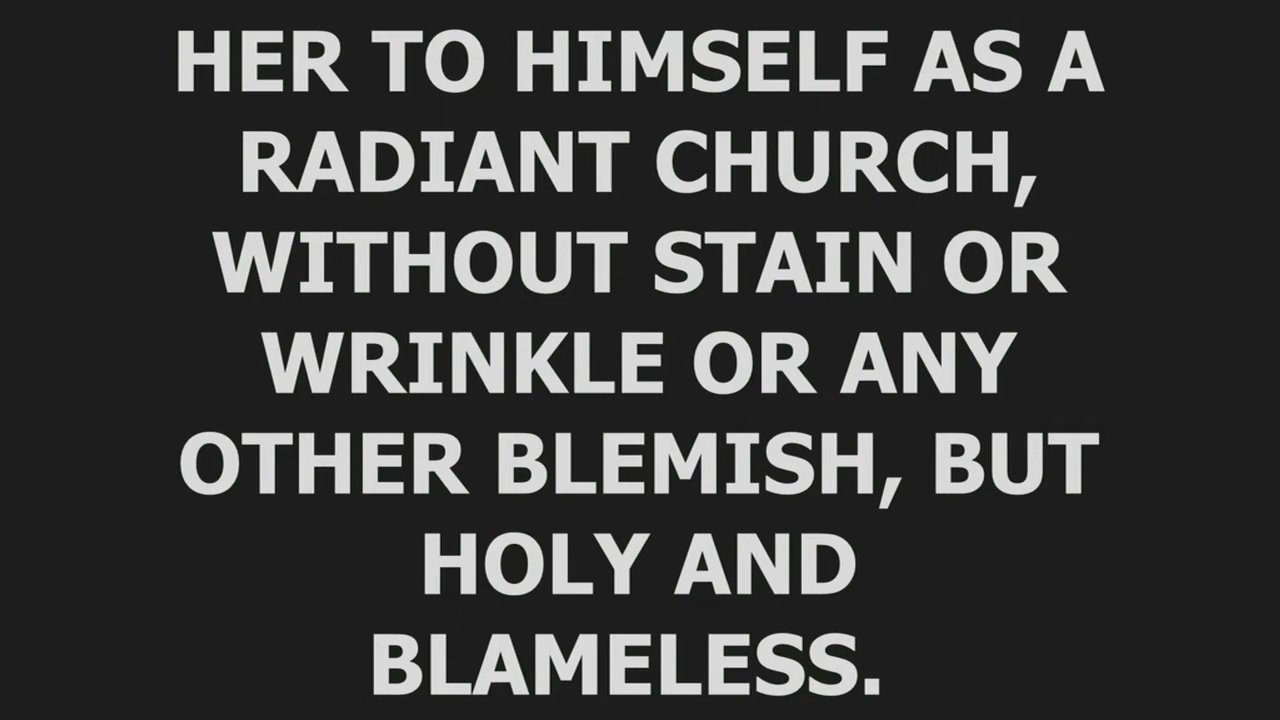 HER TO HIMSELF AS A
RADIANT CHURCH,
WITHOUT STAIN OR
WRINKLE OR ANY
OTHER BLEMISH, BUT
HOLY AND
BLAMELESS.